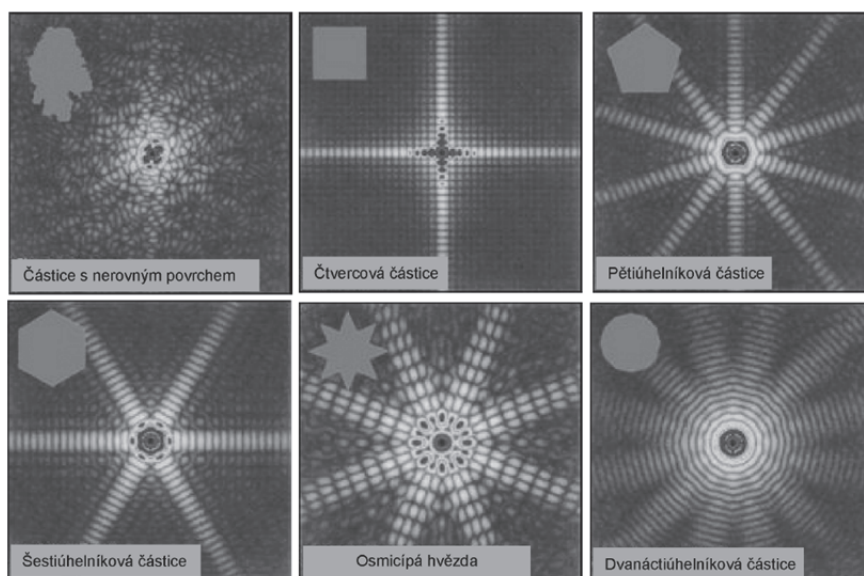 Částice s nerovným povrchem
Čtvercová částice
Pětiúhelníková částice
Šestiúhelníková částice
Osmicípá hvězda
Dvanáctiúhelníková částice